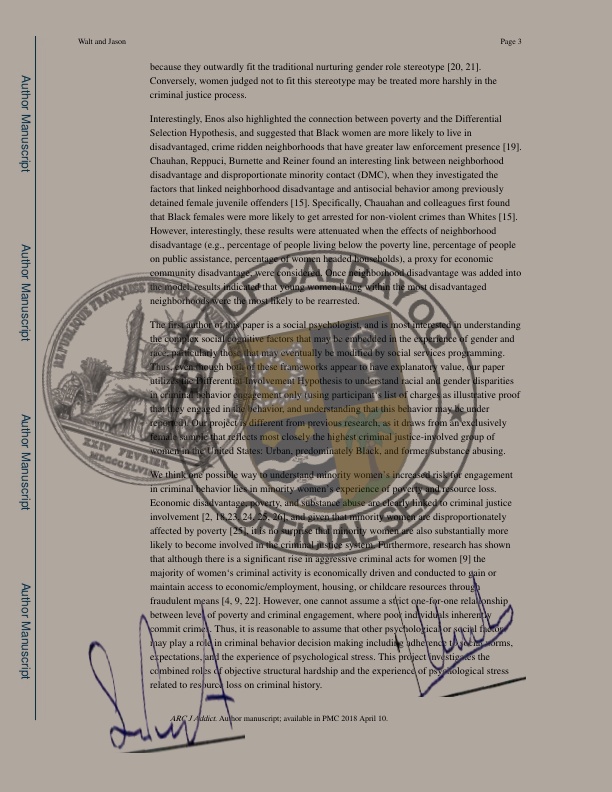 Walt and Jason
Page 3
Author Manuscript
Author Manuscript
Author Manuscript
Author Manuscript
because they outwardly fit the traditional nurturing gender role stereotype [20, 21].
Conversely, women judged not to fit this stereotype may be treated more harshly in the
criminal justice process.
Interestingly, Enos also highlighted the connection between poverty and the Differential
Selection Hypothesis, and suggested that Black women are more likely to live in
disadvantaged, crime ridden neighborhoods that have greater law enforcement presence [19].
Chauhan, Reppuci, Burnette and Reiner found an interesting link between neighborhood
disadvantage and disproportionate minority contact (DMC), when they investigated the
factors that linked neighborhood disadvantage and antisocial behavior among previously
detained female juvenile offenders [15]. Specifically, Chauahan and colleagues first found
that Black females were more likely to get arrested for non-violent crimes than Whites [15].
However, interestingly, these results were attenuated when the effects of neighborhood
disadvantage (e.g., percentage of people living below the poverty line, percentage of people
on public assistance, percentage of women headed households), a proxy for economic
community disadvantage, were considered. Once neighborhood disadvantage was added into
the model, results indicated that young women living within the most disadvantaged
neighborhoods were the most likely to be rearrested.
The first author of this paper is a social psychologist, and is most interested in understanding
the complex social cognitive factors that may be embedded in the experience of gender and
race, particularly those that may eventually be modified by social services programming.
Thus, even though both of these frameworks appear to have explanatory value, our paper
utilizes the Differential Involvement Hypothesis to understand racial and gender disparities
in criminal behavior engagement only (using participant's list of charges as illustrative proof
that they engaged in the behavior, and understanding that this behavior may be under
reported). Our project is different from previous research, as it draws from an exclusively
female sample that reflects most closely the highest criminal justice-involved group of
women in the United States: Urban, predominately Black, and former substance abusing.
We think one possible way to understand minority women's increased risk for engagement
in criminal behavior lies in minority women's experience of poverty and resource loss.
Economic disadvantage, poverty, and substance abuse are clearly linked to criminal justice
involvement [2, 18, 23, 24, 25, 26], and given that minority women are disproportionately
affected by poverty [25], it is no surprise that minority women are also substantially more
likely to become involved in the criminal justice system. Furthermore, research has shown
that although there is a significant rise in aggressive criminal acts for women [9] the
majority of women's criminal activity is economically driven and conducted to gain or
maintain access to economic/employment, housing, or childcare resources through
fraudulent means [4, 9, 22]. However, one cannot assume a strict one-for-one relationship
between level of poverty and criminal engagement, where poor individuals inherently
commit crimes. Thus, it is reasonable to assume that other psychological or social factors
may play a role in criminal behavior decision making including adherence to social norms,
expectations, and the experience of psychological stress. This project investigates the
combined roles of objective structural hardship and the experience of psychological stress
related to resource loss on criminal history.
ARC J Addict. Author manuscript; available in PMC 2018 April 10.
REPUBLIQUE FRANÇAISE
XXIV FEVRIER
MDCCCXLVIII
OF CALBAYOG
OFFICIAL SEAL